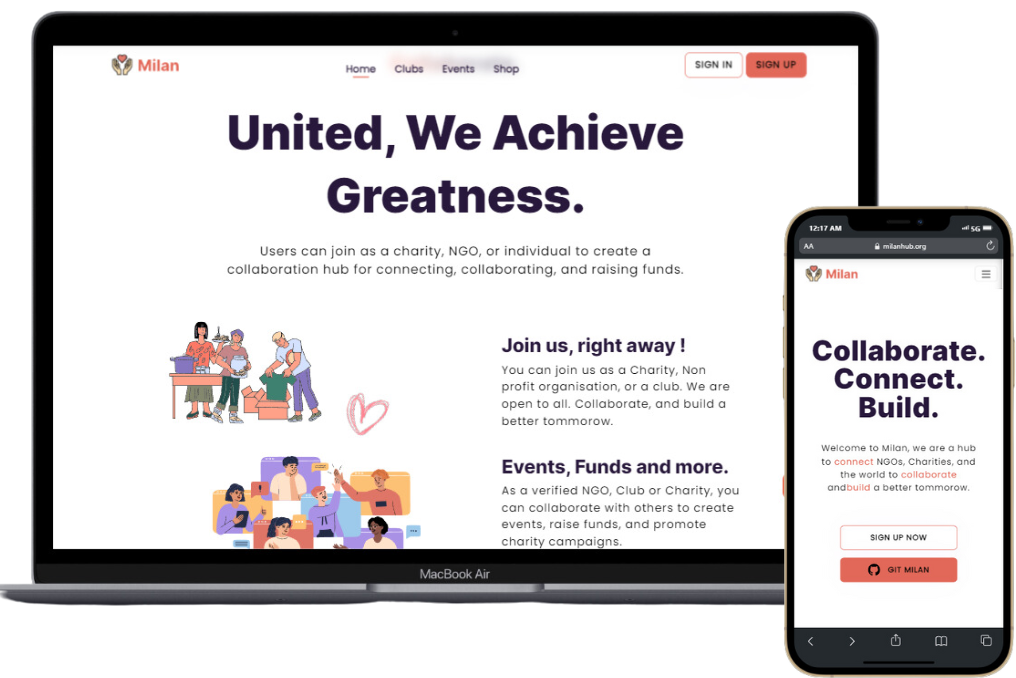 Milan
Home Clubs Events Shop
SIGN IN SIGN UP
United, We Achieve
Greatness.
Users can join as a charity, NGO, or individual to create a
collaboration hub for connecting, collaborating, and raising funds.
Join us, right away !
You can join us as a Charity, Non
profit organisation, or a club. We are
open to all. Collaborate, and build a
better tommorow.
Events, Funds and more.
As a verified NGO, Club or Charity, you
can collaborate with others to create
events, raise funds, and promote
charity campaigns.
MacBook Air
12:17 AM 5G
AA milanhub.org
Milan
Collaborate.
Connect.
Build.
Welcome to Milan, we are a hub
to connect NGOs, Charities, and
the world to collaborate
andbuild a better tomorrow.
SIGN UP NOW
GIT MILAN